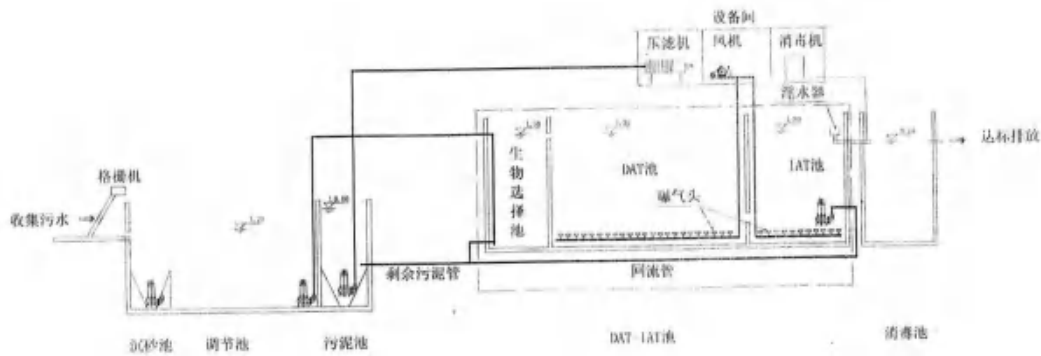 设备间
压滤机 风机 消毒机
滗水器
生物选择池
DAT池
IAT池
达标排放
格栅机
收集污水
曝气头
剩余污泥管
回流管
沉砂池
调节池
污泥池
DAT-IAT池
消毒池